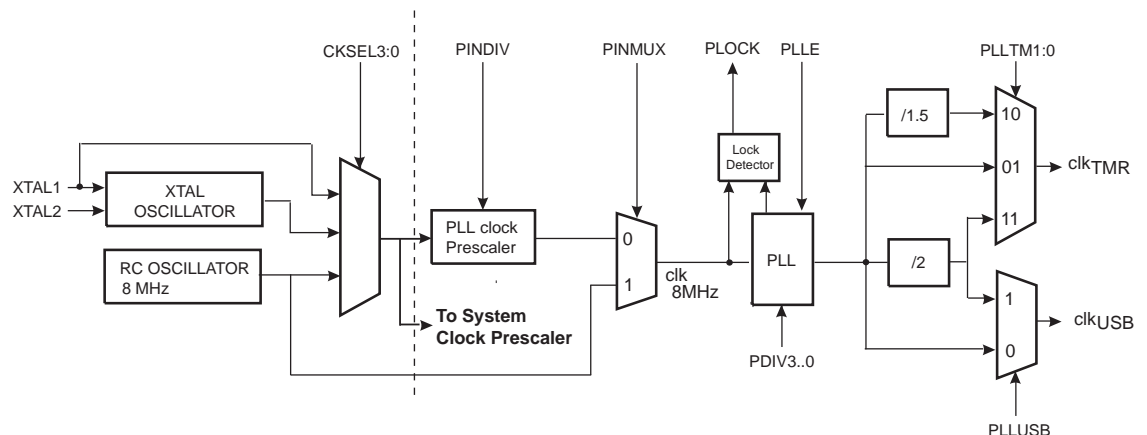 CKSEL3:0
PINDIV
PINMUX
PLOCK
PLLE
PLLTM1:0
/1.5
10
Lock
Detector
01
clkTMR
XTAL1
XTAL2
XTAL
OSCILLATOR
11
PLL clock
Prescaler
0
PLL
/2
RC OSCILLATOR
8 MHz
1
clk
8MHz
1
clkUSB
To System
Clock Prescaler
0
PDIV3..0
PLLUSB